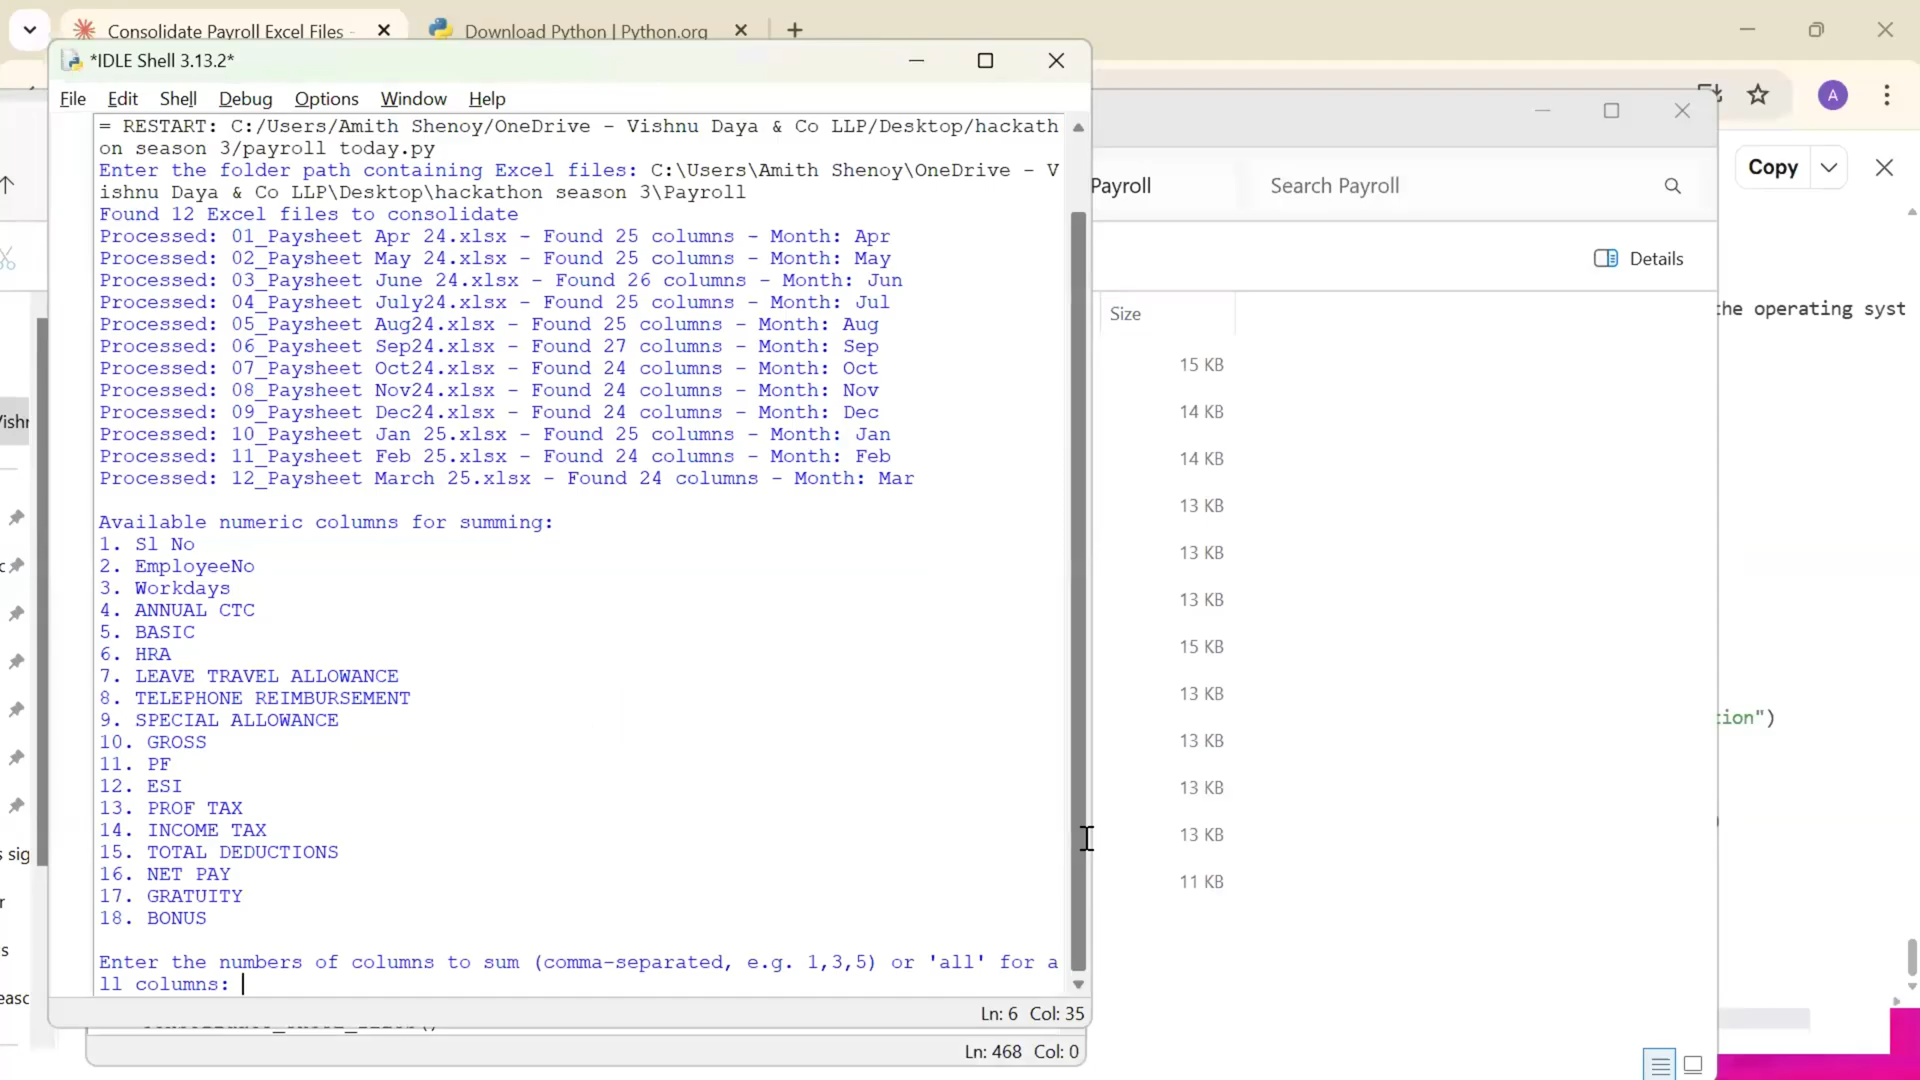 Consolidate Payroll Excel Files -
Download Python | Python.org
*IDLE Shell 3.13.2*
File Edit Shell Debug Options Window Help
= RESTART: C:/Users/Amith Shenoy/OneDrive - Vishnu Daya & Co LLP/Desktop/hackath
on season 3/payroll today.py
Enter the folder path containing Excel files: C:\Users\Amith Shenoy\OneDrive - V
ishnu Daya & Co LLP\Desktop\hackathon season 3\Payroll
Found 12 Excel files to consolidate
Processed: 01_Paysheet Apr 24.xlsx - Found 25 columns - Month: Apr
Processed: 02_Paysheet May 24.xlsx - Found 25 columns - Month: May
Processed: 03_Paysheet June 24.xlsx - Found 26 columns - Month: Jun
Processed: 04_Paysheet July24.xlsx - Found 25 columns - Month: Jul
Processed: 05_Paysheet Aug24.xlsx - Found 25 columns - Month: Aug
Processed: 06_Paysheet Sep24.xlsx - Found 27 columns - Month: Sep
Processed: 07_Paysheet Oct24.xlsx - Found 24 columns - Month: Oct
Processed: 08_Paysheet Nov24.xlsx - Found 24 columns - Month: Nov
Processed: 09_Paysheet Dec24.xlsx - Found 24 columns - Month: Dec
Processed: 10_Paysheet Jan 25.xlsx - Found 25 columns - Month: Jan
Processed: 11_Paysheet Feb 25.xlsx - Found 24 columns - Month: Feb
Processed: 12_Paysheet March 25.xlsx - Found 24 columns - Month: Mar
Available numeric columns for summing:
1. Sl No
2. EmployeeNo
3. Workdays
4. ANNUAL CTC
5. BASIC
6. HRA
7. LEAVE TRAVEL ALLOWANCE
8. TELEPHONE REIMBURSEMENT
9. SPECIAL ALLOWANCE
10. GROSS
11. PF
12. ESI
13. PROF TAX
14. INCOME TAX
15. TOTAL DEDUCTIONS
16. NET PAY
17. GRATUITY
18. BONUS
Enter the numbers of columns to sum (comma-separated, e.g. 1,3,5) or 'all' for a
ll columns:
Ln: 6 Col: 35
Ln: 468 Col: 0
Payroll
Search Payroll
Details
Size
15 KB
14 KB
14 KB
13 KB
13 KB
13 KB
15 KB
13 KB
13 KB
13 KB
13 KB
11 KB
A
Copy
the operating syst
tion")